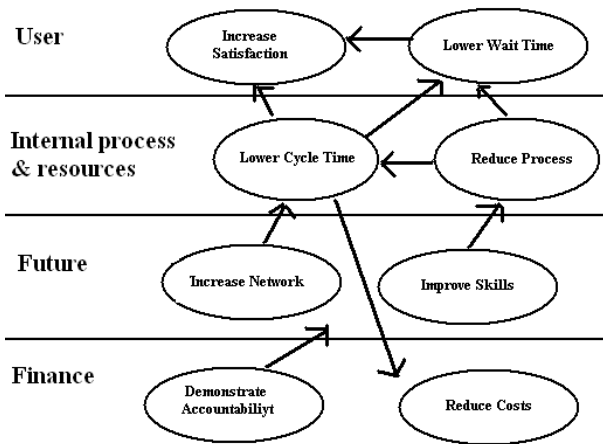 User
Increase
Satisfaction
Lower Wait Time
Internal process
& resources
Lower Cycle Time
Reduce Process
Future
Increase Network
Improve Skills
Finance
Demonstrate
Accountabiliyt
Reduce Costs